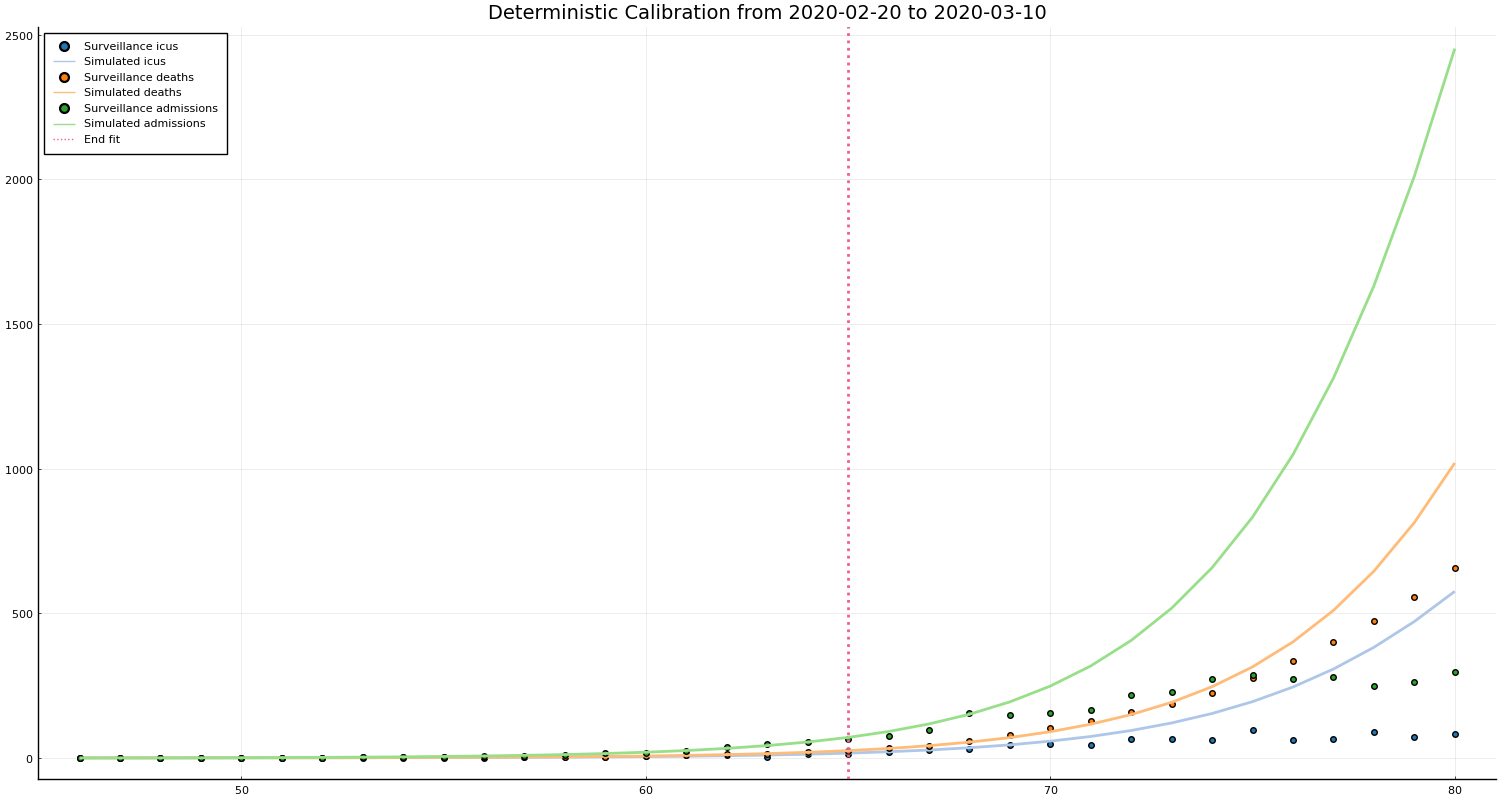 Deterministic Calibration from 2020-02-20 to 2020-03-10
2500
2000
1500
1000
500
0
Surveillance icus
Simulated icus
Surveillance deaths
Simulated deaths
Surveillance admissions
Simulated admissions
End fit
50
60
70
80